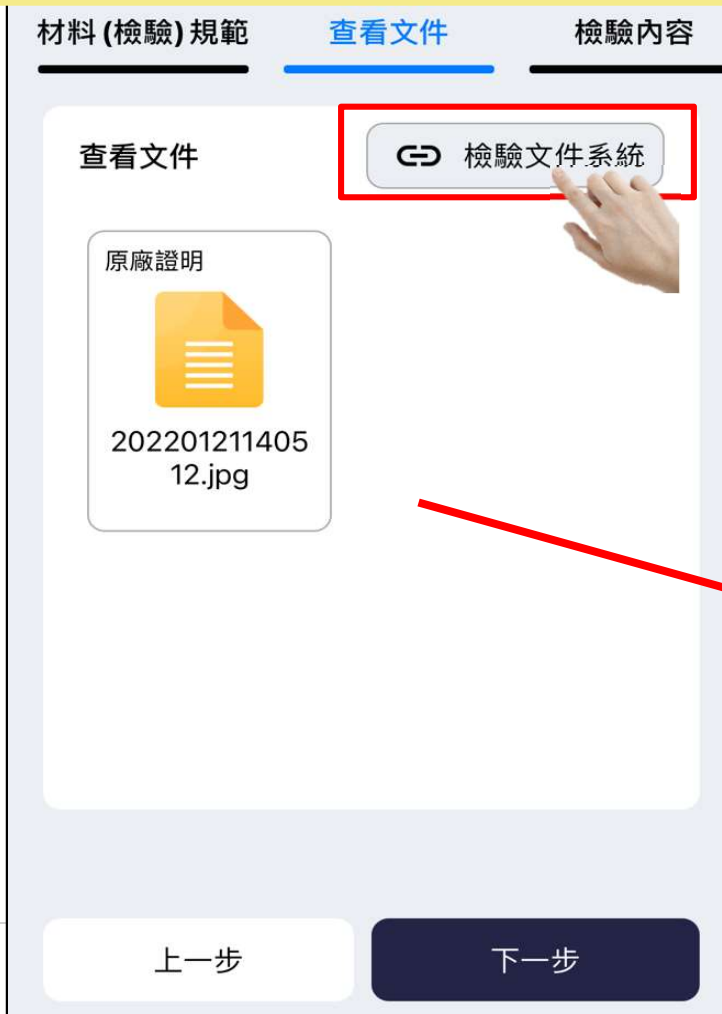 材料(檢驗)規範 查看文件 檢驗內容
查看文件 檢驗文件系統
原廠證明
202201211405
12.jpg
上一步 下一步